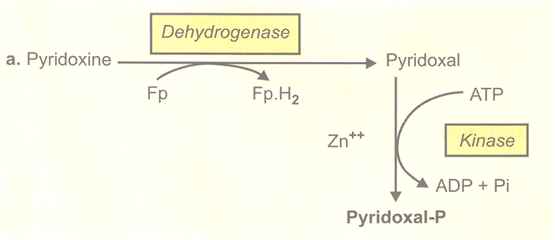 Dehydrogenase
a. Pyridoxine
Pyridoxal
Fp
Fp.H₂
ATP
Zn⁺⁺
Kinase
ADP + Pi
Pyridoxal-P